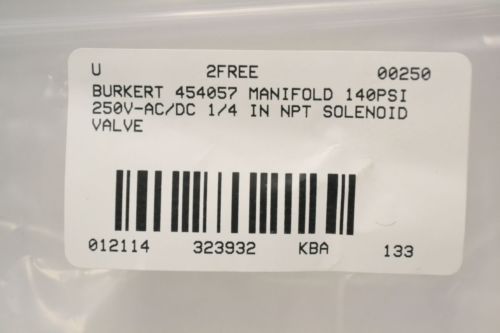 U 2FREE 00250
BURKERT 454057 MANIFOLD 140PSI
250V-AC/DC 1/4 IN NPT SOLENOID
VALVE
012114 323932 KBA 133